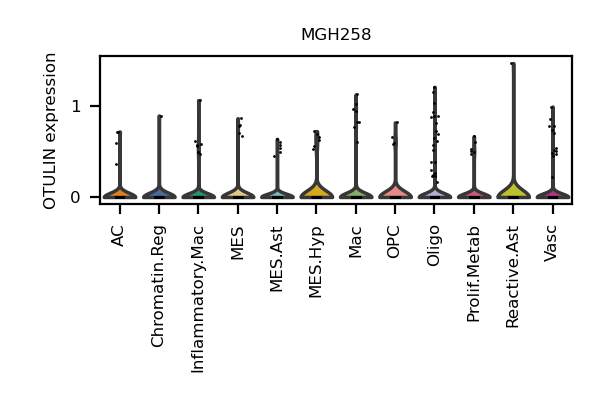 MGH258
OTULIN expression
1
0
AC
Chromatin.Reg
Inflammatory.Mac
MES
MES.Ast
MES.Hyp
Mac
OPC
Oligo
Prolif.Metab
Reactive.Ast
Vasc